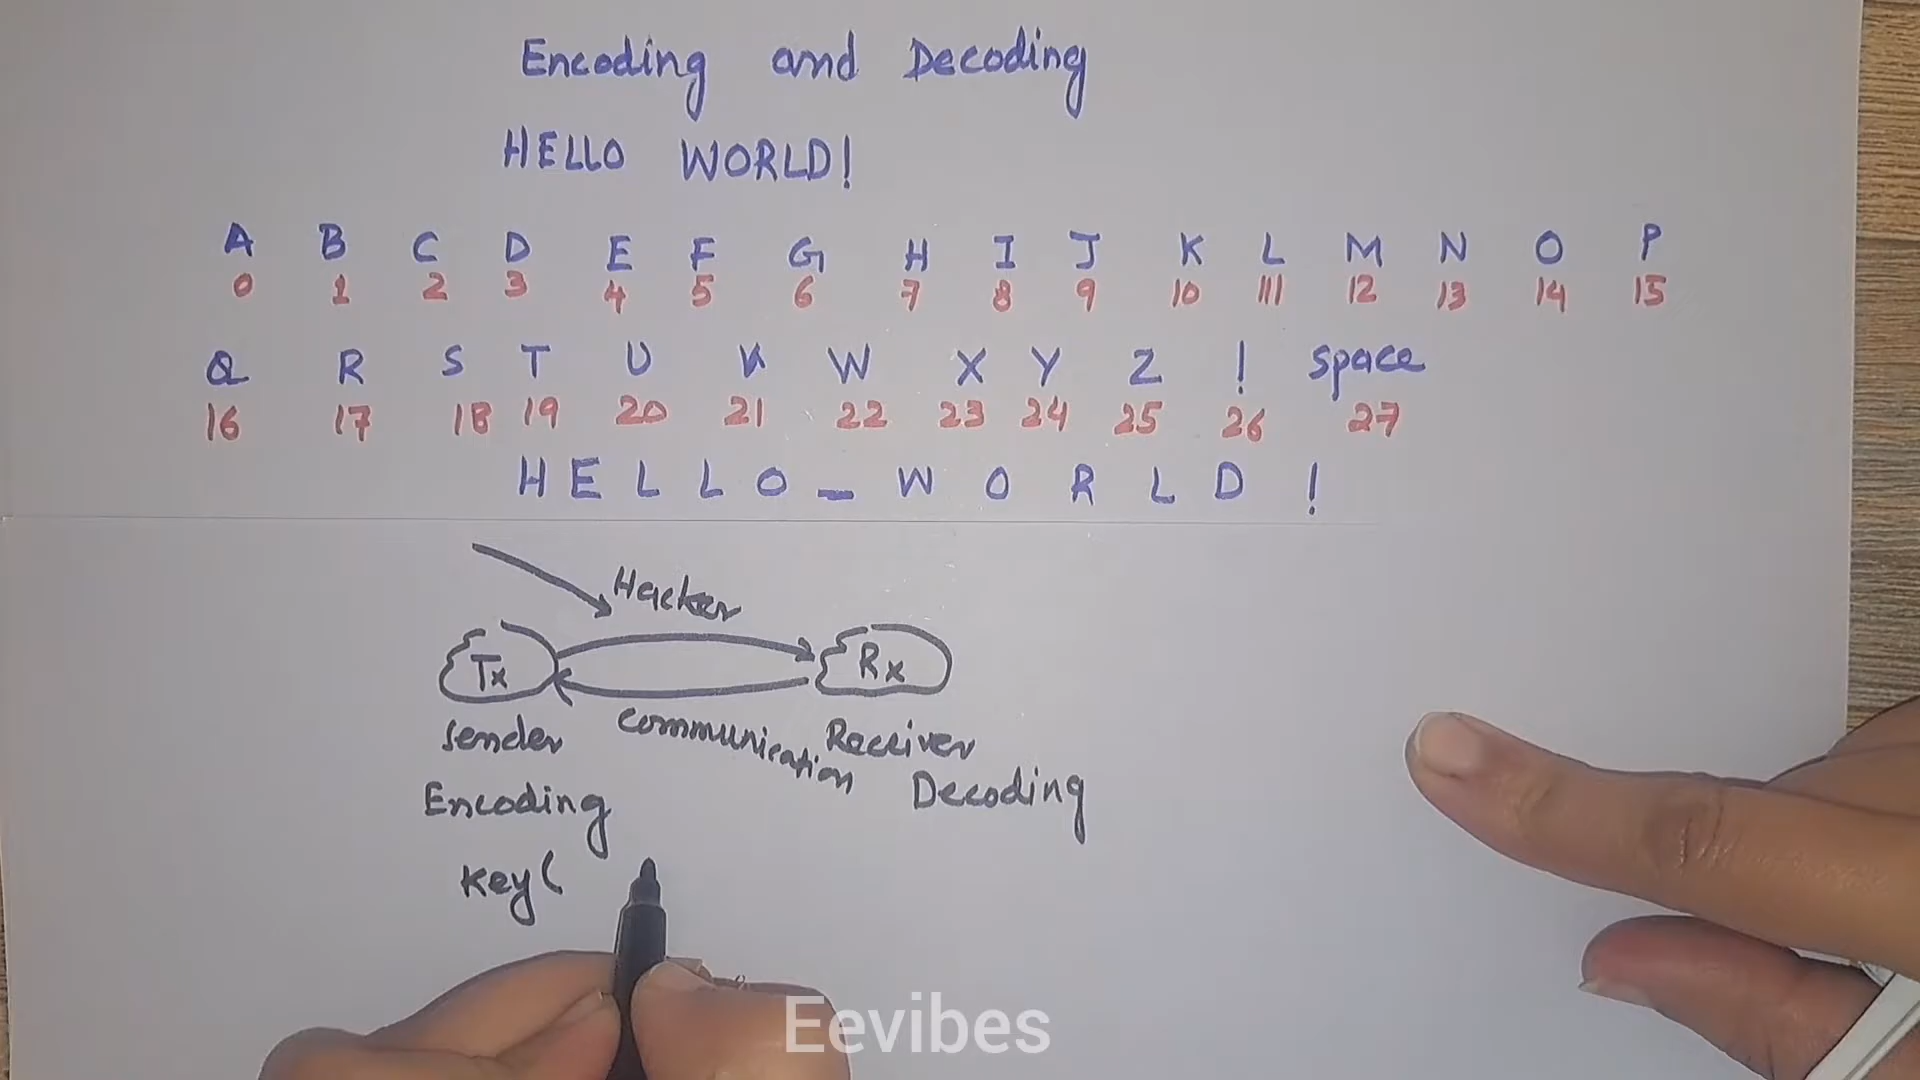 Encoding and Decoding
HELLO WORLD!
A B C D E F G H I J K L M N O P
0 1 2 3 4 5 6 7 8 9 10 11 12 13 14 15
Q R S T U V W X Y Z ! space
16 17 18 19 20 21 22 23 24 25 26 27
H E L L O _ W O R L D !
Hacker
Tx Rx
Sender communication Receiver
Encoding Decoding
Key(
Eevibes